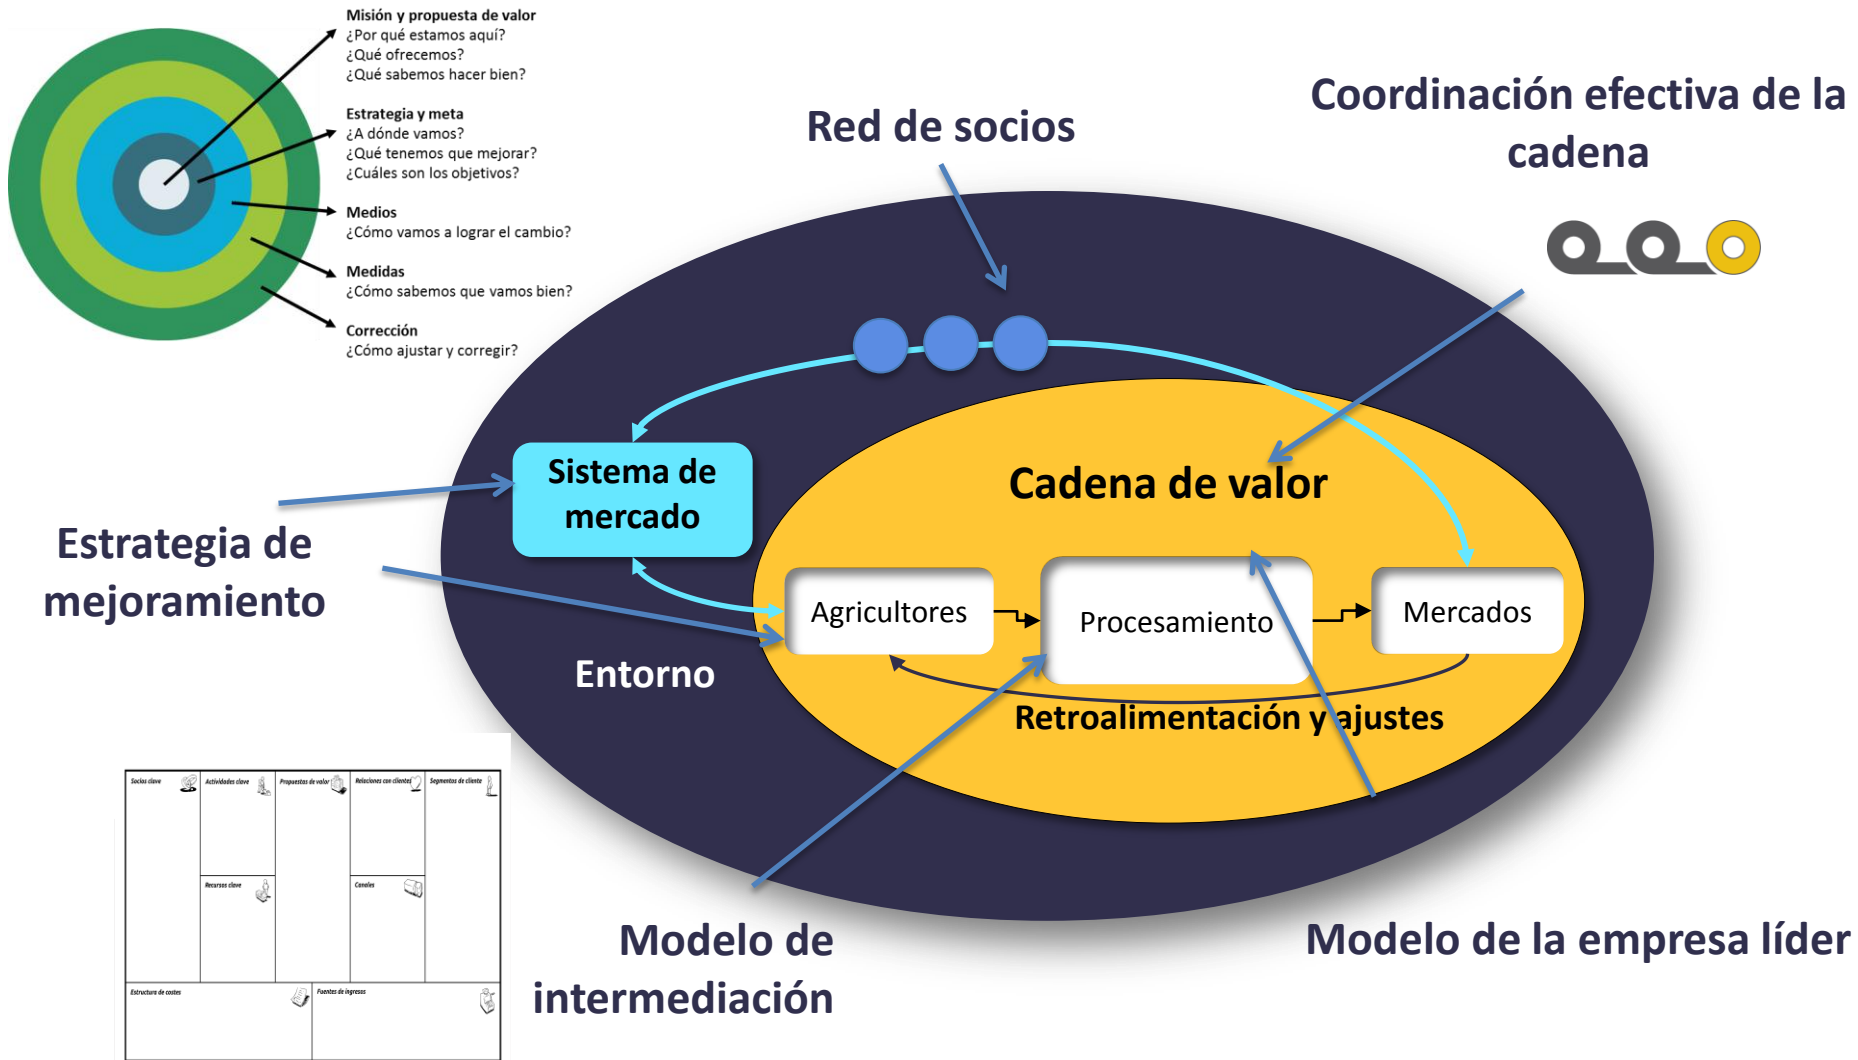 Misión y propuesta de valor
¿Por qué estamos aquí?
¿Qué ofrecemos?
¿Qué sabemos hacer bien?
Estrategia y meta
¿A dónde vamos?
¿Qué tenemos que mejorar?
¿Cuáles son los objetivos?
Medios
¿Cómo vamos a lograr el cambio?
Medidas
¿Cómo sabemos que vamos bien?
Corrección
¿Cómo ajustar y corregir?
Red de socios
Coordinación efectiva de la
cadena
Sistema de
mercado
Cadena de valor
Estrategia de
mejoramiento
Agricultores
Procesamiento
Mercados
Entorno
Retroalimentación y ajustes
Socios clave
Actividades clave
Propuestas de valor
Relaciones con clientes
Segmentos de cliente
Recursos clave
Canales
Estructura de costes
Fuentes de ingresos
Modelo de
intermediación
Modelo de la empresa líder